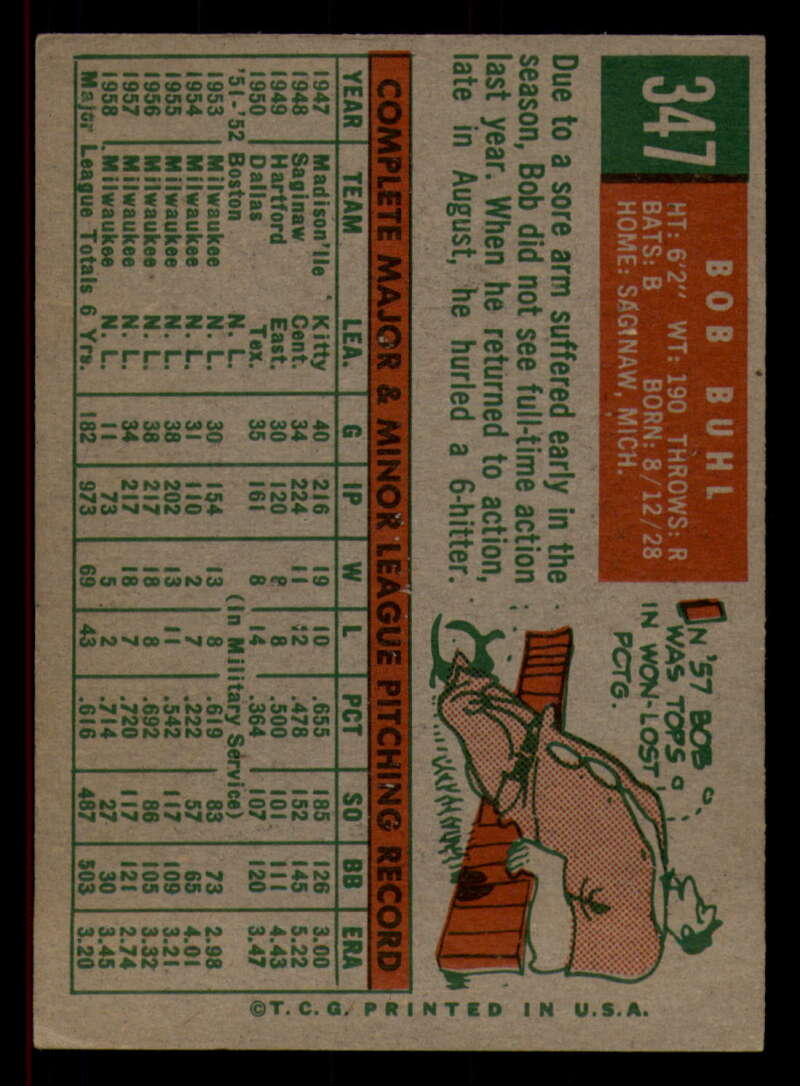 347
BOB BUHL
HT: 6'2" WT: 190 THROWS: R
BATS: B BORN: 8/12/28
HOME: SAGINAW, MICH.
Due to a sore arm suffered early in the
season, Bob did not see full-time action
last year. When he returned to action,
late in August, he hurled a 6-hitter.
IN '57 BOB
WAS TOPS
IN WON-LOST
PCTG.
COMPLETE MAJOR & MINOR LEAGUE PITCHING RECORD
YEAR TEAM LEA. G IP W L PCT SO BB ERA
1947 Madison'lle Kitty 40 216 19 10 .655 185 126 3.00
1948 Saginaw Cent. 34 224 11 12 .478 152 145 5.22
1949 Hartford East. 30 120 8 8 .500 101 111 4.43
1950 Dallas Tex. 35 161 8 14 .364 107 120 3.47
'51-'52 Boston N. L. (In Military Service)
1953 Milwaukee N. L. 30 154 13 8 .619 83 73 2.98
1954 Milwaukee N. L. 31 110 2 7 .222 57 65 4.01
1955 Milwaukee N. L. 38 202 13 11 .542 117 109 3.21
1956 Milwaukee N. L. 38 217 18 8 .692 86 105 3.32
1957 Milwaukee N. L. 34 217 18 7 .720 117 121 2.74
1958 Milwaukee N. L. 11 73 5 2 .714 27 30 3.45
Major League Totals 6 Yrs. 182 973 69 43 .616 487 503 3.20
©T.C.G. PRINTED IN U.S.A.